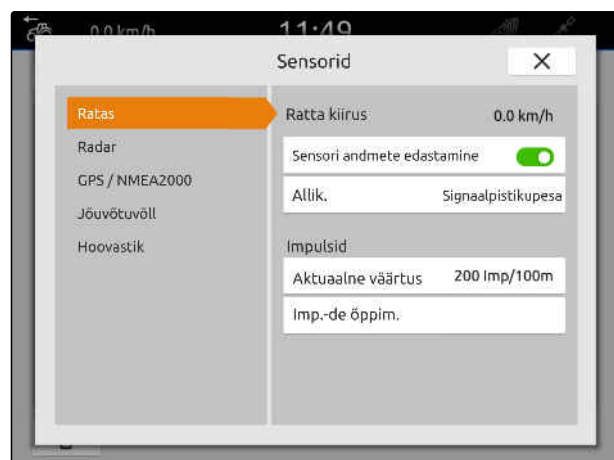 0.0 km/h 11:49
Sensorid
Ratas
Radar
GPS / NMEA2000
Jõuvõtuvõll
Hoovastik
Ratta kiirus 0.0 km/h
Sensori andmete edastamine
Allik. Signaalpistikupesa
Impulsid
Aktuaalne väärtus 200 Imp/100m
Imp.-de õppim.